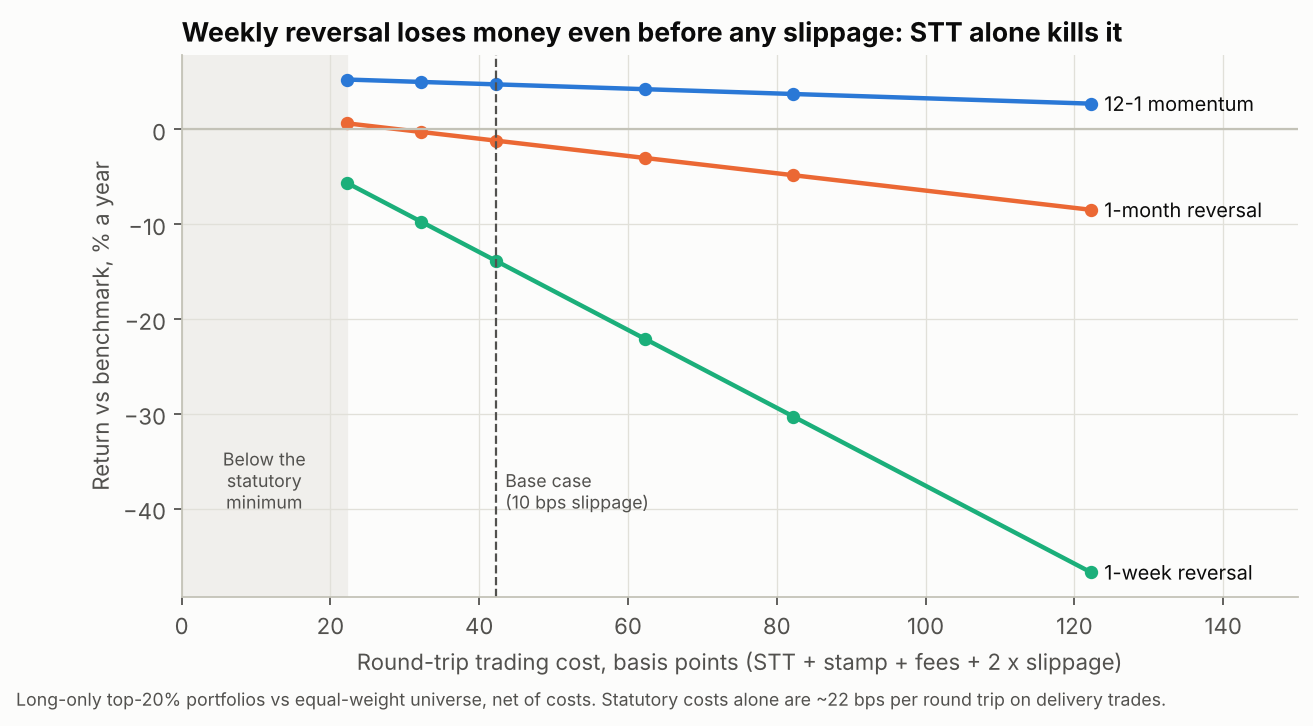 Weekly reversal loses money even before any slippage: STT alone kills it
12-1 momentum
0
1-month reversal
−10
−20
−30
−40
Return vs benchmark, % a year
Below the
statutory
minimum
Base case
(10 bps slippage)
1-week reversal
0 20 40 60 80 100 120 140
Round-trip trading cost, basis points (STT + stamp + fees + 2 x slippage)
Long-only top-20% portfolios vs equal-weight universe, net of costs. Statutory costs alone are ~22 bps per round trip on delivery trades.